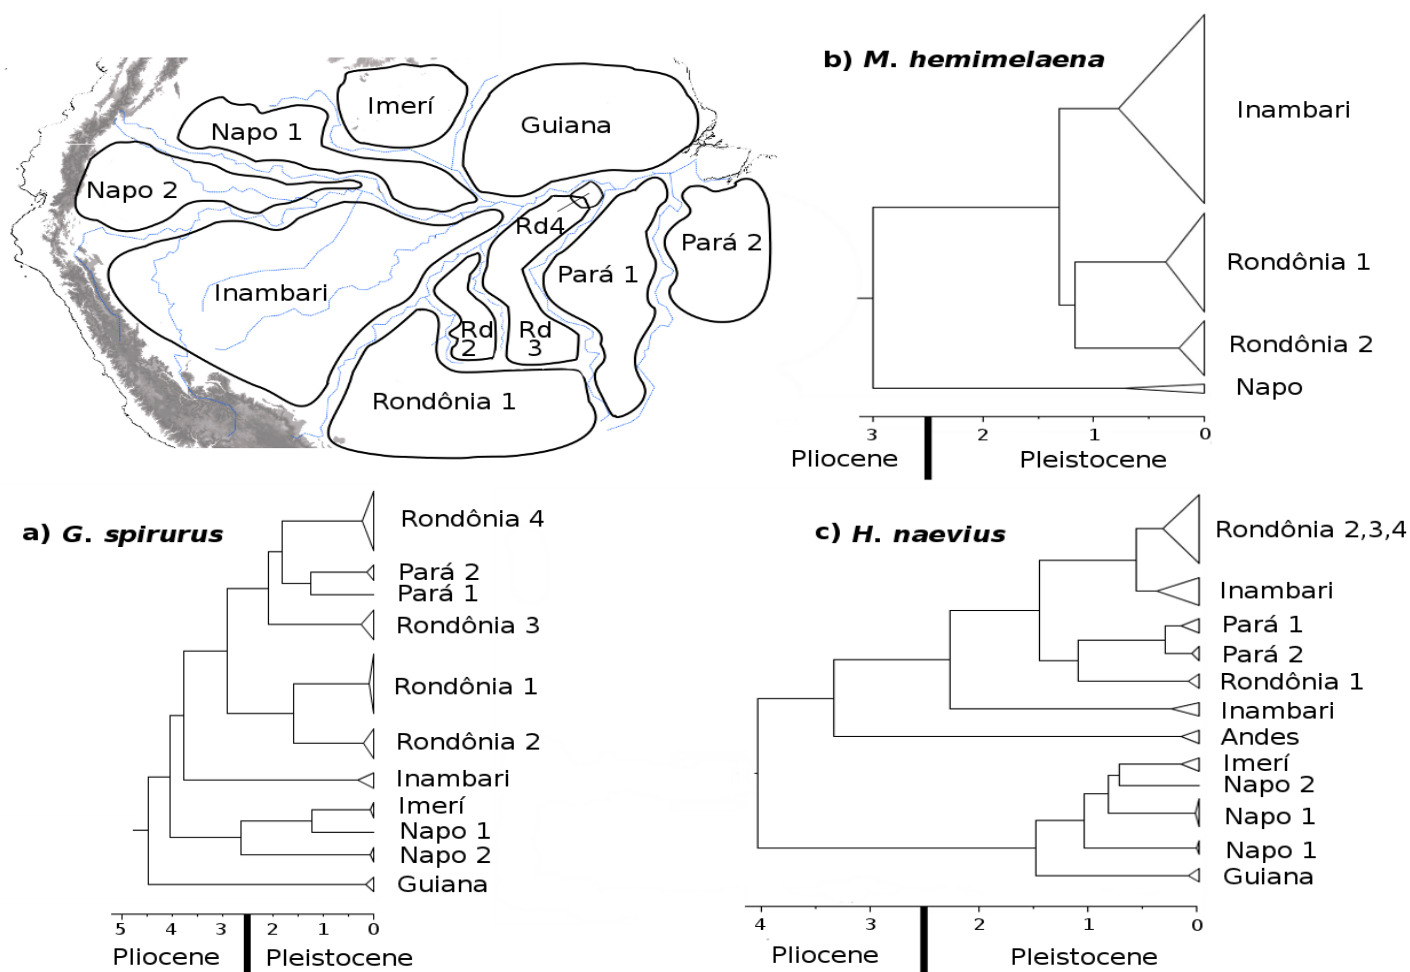 Imerí
Guiana
Napo 1
Napo 2
Rd4
Pará 2
Pará 1
Inambari
Rd
2
Rd
3
Rondônia 1
b) M. hemimelaena
Inambari
Rondônia 1
Rondônia 2
Napo
3 2 1 0
Pliocene Pleistocene
a) G. spirurus
Rondônia 4
Pará 2
Pará 1
Rondônia 3
Rondônia 1
Rondônia 2
Inambari
Imerí
Napo 1
Napo 2
Guiana
5 4 3 2 1 0
Pliocene Pleistocene
c) H. naevius
Rondônia 2,3,4
Inambari
Pará 1
Pará 2
Rondônia 1
Inambari
Andes
Imerí
Napo 2
Napo 1
Napo 1
Guiana
4 3 2 1 0
Pliocene Pleistocene